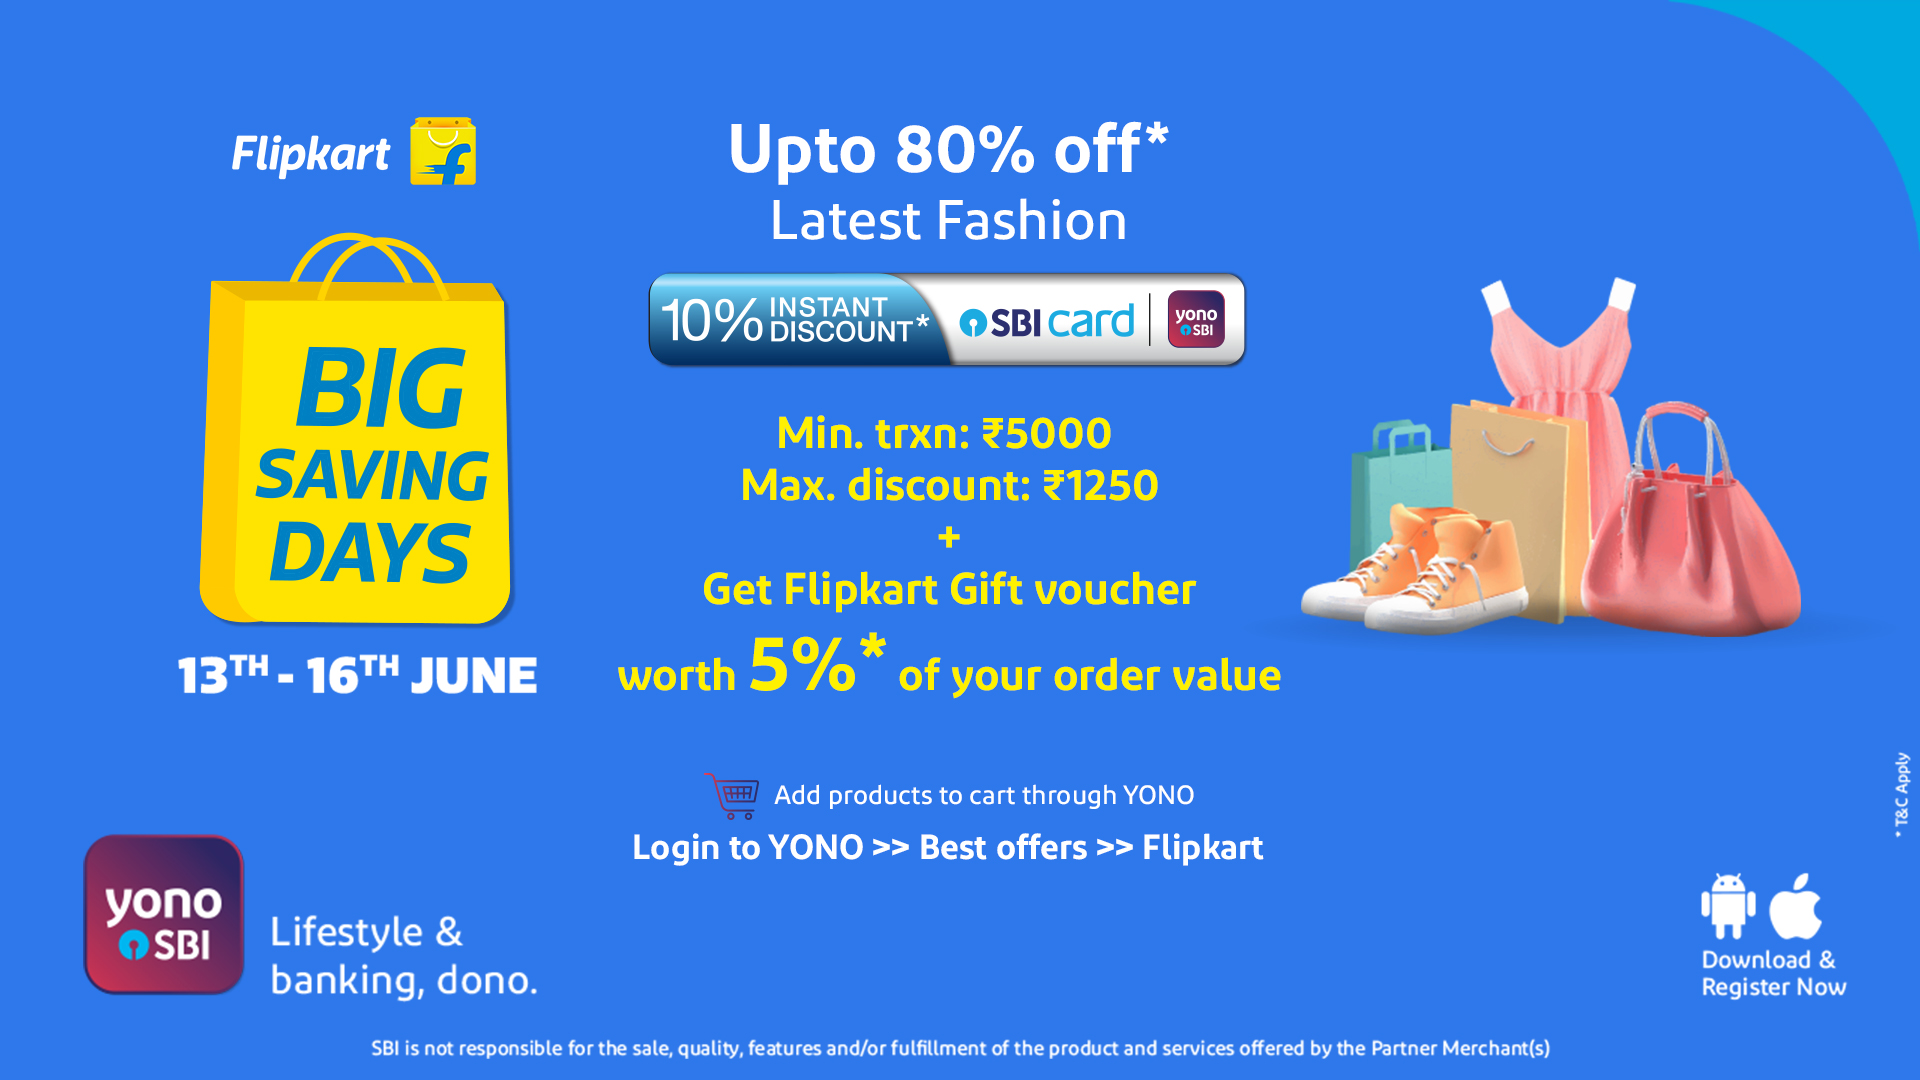 Flipkart
BIG
SAVING
DAYS
13TH - 16TH JUNE
Upto 80% off*
Latest Fashion
10% INSTANT DISCOUNT*
SBI card
yono
SBI
Min. trxn: ₹5000
Max. discount: ₹1250
+
Get Flipkart Gift voucher
worth 5%* of your order value
Add products to cart through YONO
Login to YONO >> Best offers >> Flipkart
yono
SBI
Lifestyle &
banking, dono.
* T&C Apply
Download &
Register Now
SBI is not responsible for the sale, quality, features and/or fulfillment of the product and services offered by the Partner Merchant(s)